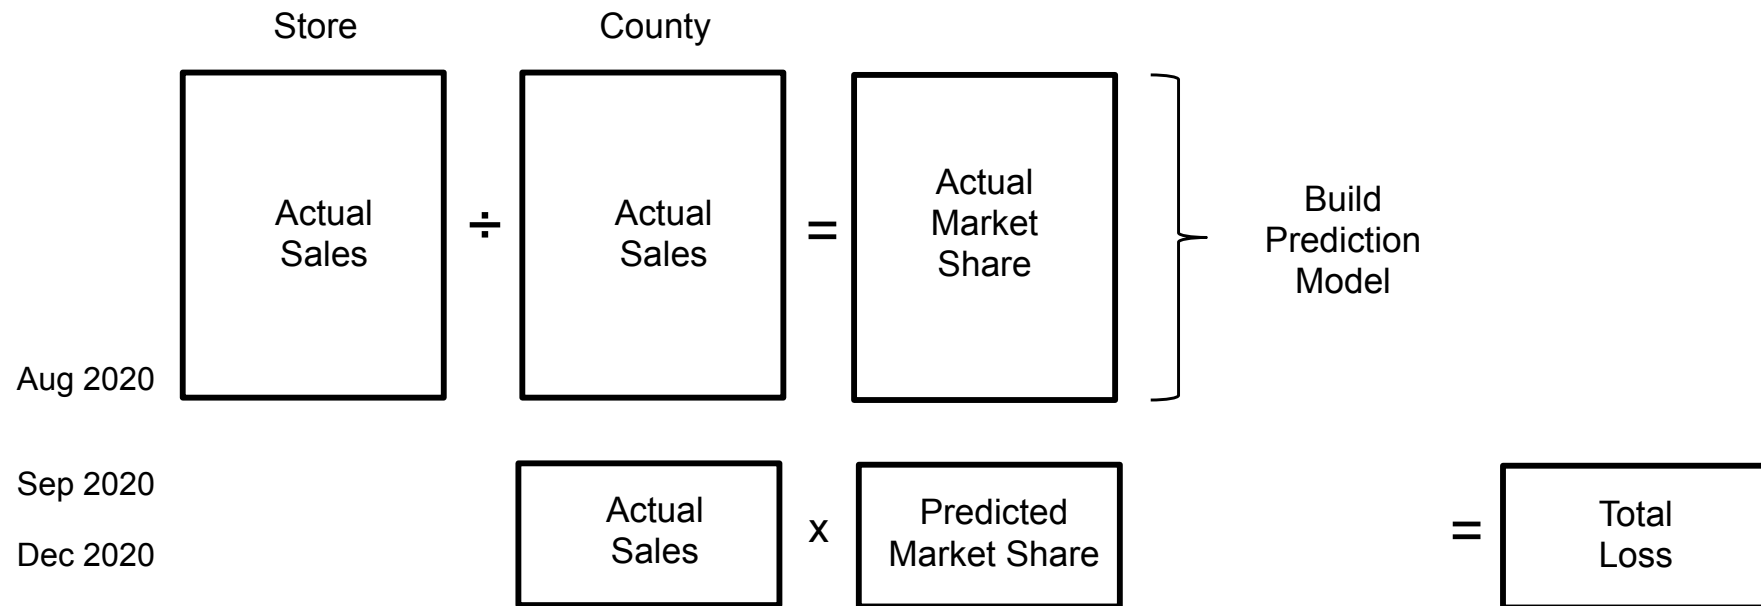 Store
County
Actual
Sales
÷
Actual
Sales
=
Actual
Market
Share
Build
Prediction
Model
Aug 2020
Sep 2020
Dec 2020
Actual
Sales
x
Predicted
Market Share
=
Total
Loss